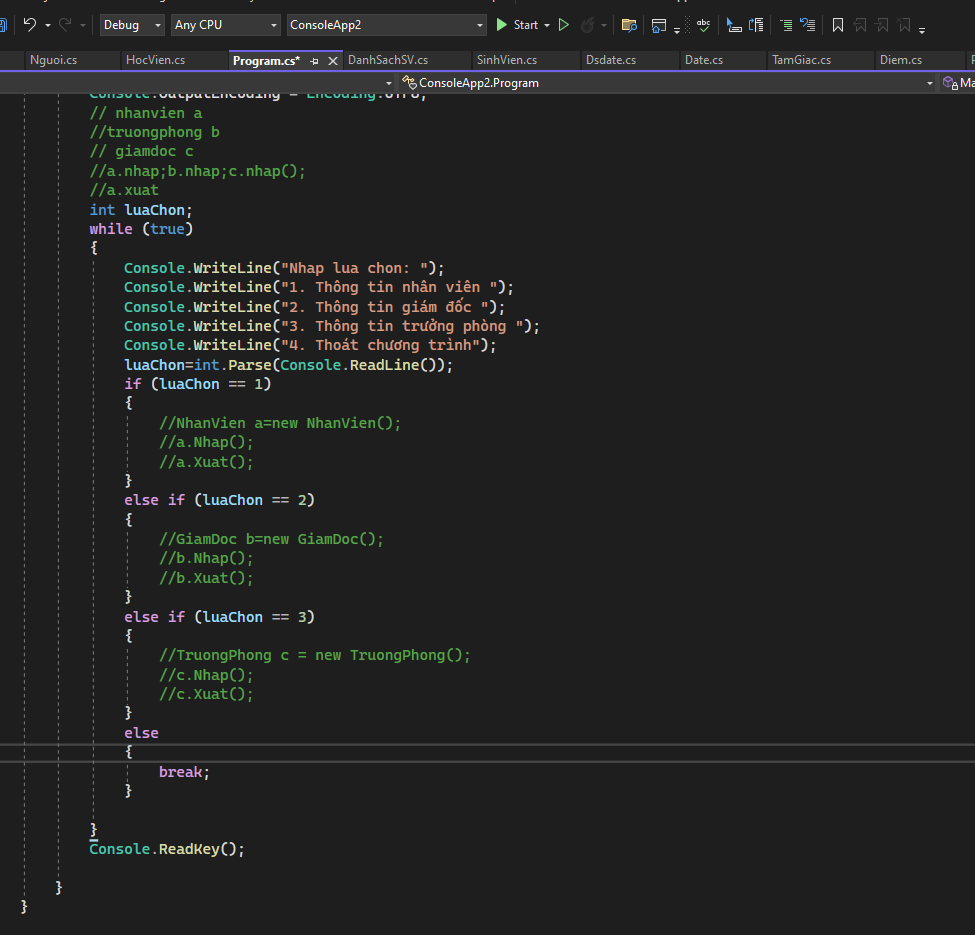 Debug Any CPU ConsoleApp2 Start abc
Nguoi.cs HocVien.cs Program.cs* DanhSachSV.cs SinhVien.cs Dsdate.cs Date.cs TamGiac.cs Diem.cs
ConsoleApp2.Program Ma
Console.OutputEncoding = Encoding.UTF8;
// nhanvien a
//truongphong b
// giamdoc c
//a.nhap;b.nhap;c.nhap();
//a.xuat
int luaChon;
while (true)
{
Console.WriteLine("Nhap lua chon: ");
Console.WriteLine("1. Thông tin nhân viên ");
Console.WriteLine("2. Thông tin giám đốc ");
Console.WriteLine("3. Thông tin trưởng phòng ");
Console.WriteLine("4. Thoát chương trình");
luaChon=int.Parse(Console.ReadLine());
if (luaChon == 1)
{
//NhanVien a=new NhanVien();
//a.Nhap();
//a.Xuat();
}
else if (luaChon == 2)
{
//GiamDoc b=new GiamDoc();
//b.Nhap();
//b.Xuat();
}
else if (luaChon == 3)
{
//TruongPhong c = new TruongPhong();
//c.Nhap();
//c.Xuat();
}
else
{
break;
}
}
Console.ReadKey();
}
}